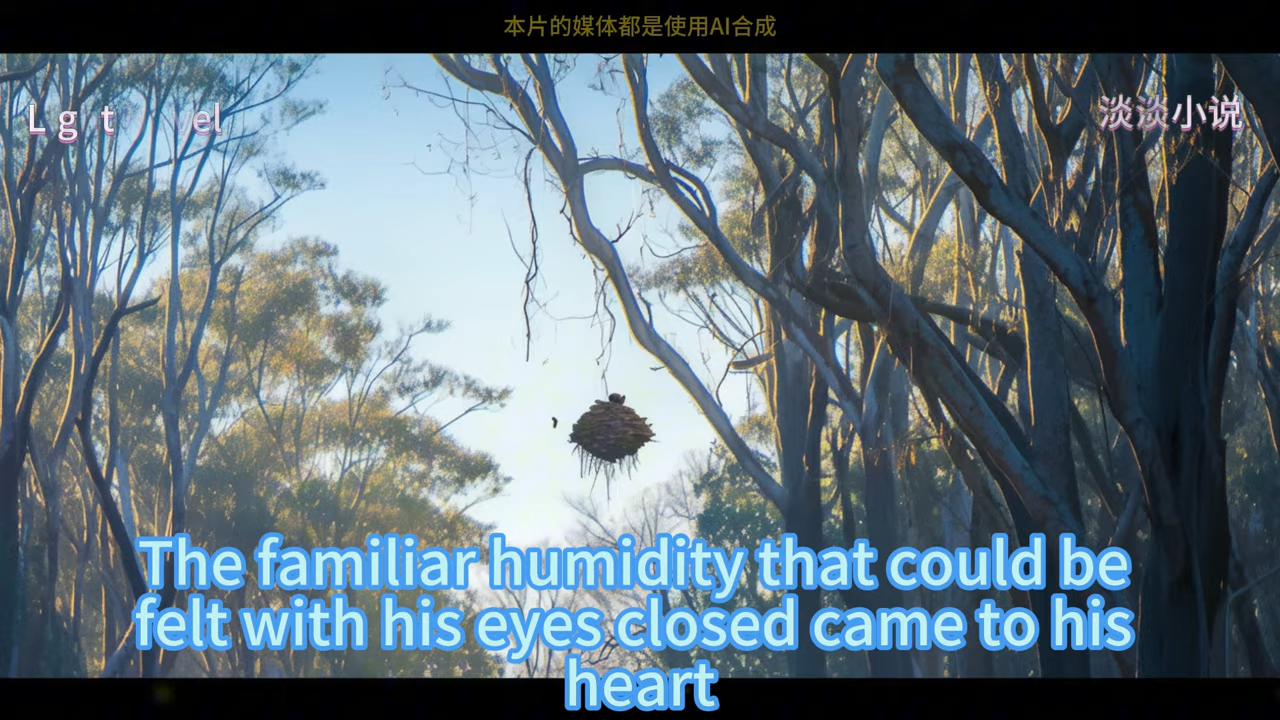 本片的媒体都是使用AI合成
淡淡小说
The familiar humidity that could be
felt with his eyes closed came to his
heart